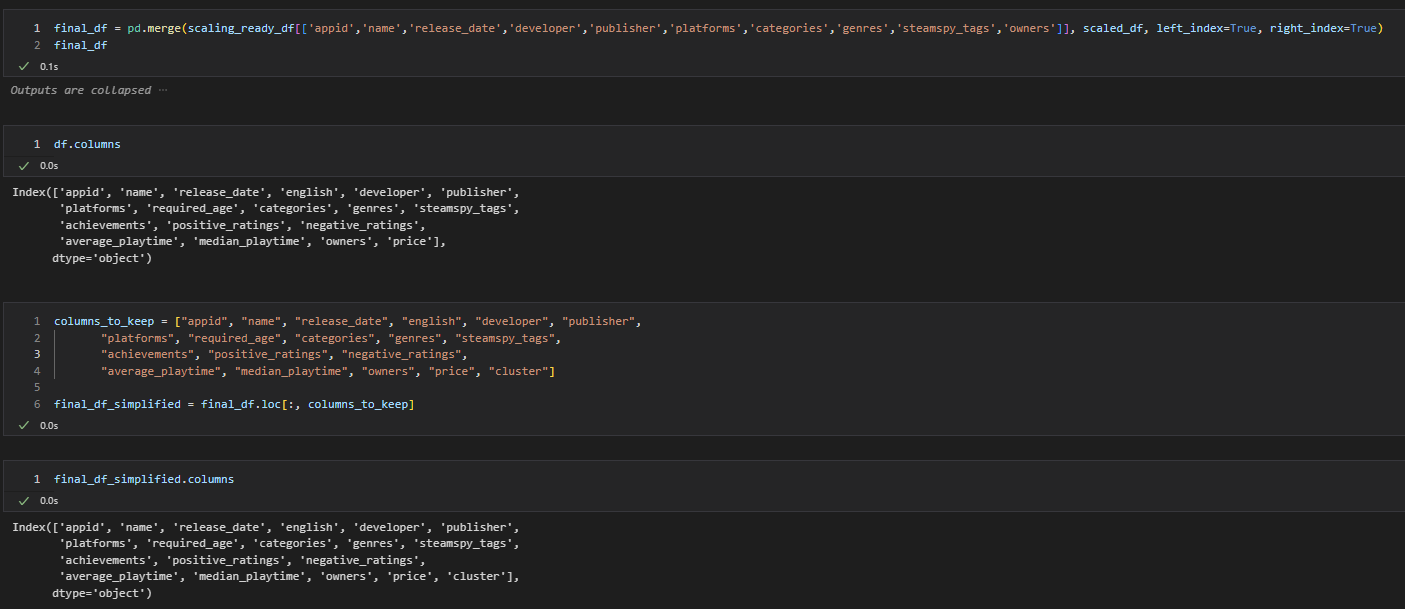 1 final_df = pd.merge(scaling_ready_df[['appid','name','release_date','developer','publisher','platforms','categories','genres','steamspy_tags','owners']], scaled_df, left_index=True, right_index=True)
2 final_df
✓ 0.1s
Outputs are collapsed ···
1 df.columns
✓ 0.0s
Index(['appid', 'name', 'release_date', 'english', 'developer', 'publisher',
'platforms', 'required_age', 'categories', 'genres', 'steamspy_tags',
'achievements', 'positive_ratings', 'negative_ratings',
'average_playtime', 'median_playtime', 'owners', 'price'],
dtype='object')
1 columns_to_keep = ["appid", "name", "release_date", "english", "developer", "publisher",
2 "platforms", "required_age", "categories", "genres", "steamspy_tags",
3 "achievements", "positive_ratings", "negative_ratings",
4 "average_playtime", "median_playtime", "owners", "price", "cluster"]
5
6 final_df_simplified = final_df.loc[:, columns_to_keep]
✓ 0.0s
1 final_df_simplified.columns
✓ 0.0s
Index(['appid', 'name', 'release_date', 'english', 'developer', 'publisher',
'platforms', 'required_age', 'categories', 'genres', 'steamspy_tags',
'achievements', 'positive_ratings', 'negative_ratings',
'average_playtime', 'median_playtime', 'owners', 'price', 'cluster'],
dtype='object')